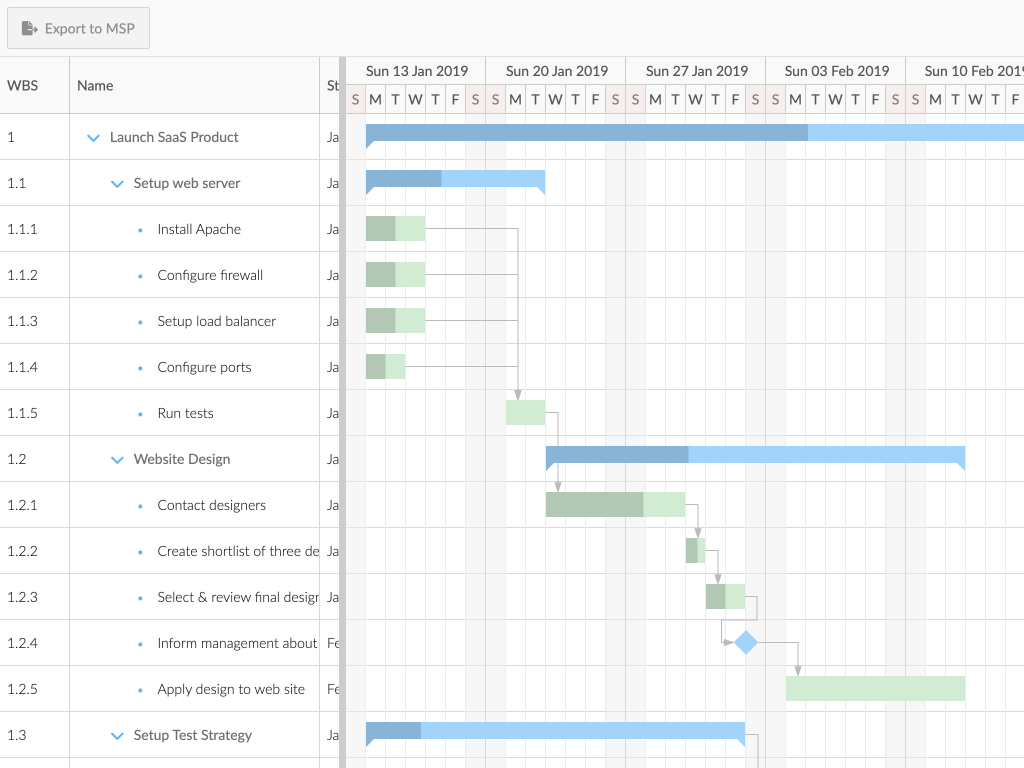 Export to MSP
WBS Name St Sun 13 Jan 2019 Sun 20 Jan 2019 Sun 27 Jan 2019 Sun 03 Feb 2019 Sun 10 Feb 2019
S M T W T F S S M T W T F S S M T W T F S S M T W T F S S M T W T F
1 Launch SaaS Product Ja
1.1 Setup web server Ja
1.1.1 Install Apache Ja
1.1.2 Configure firewall Ja
1.1.3 Setup load balancer Ja
1.1.4 Configure ports Ja
1.1.5 Run tests Ja
1.2 Website Design Ja
1.2.1 Contact designers Ja
1.2.2 Create shortlist of three de Ja
1.2.3 Select & review final design Ja
1.2.4 Inform management about Fe
1.2.5 Apply design to web site Fe
1.3 Setup Test Strategy Ja